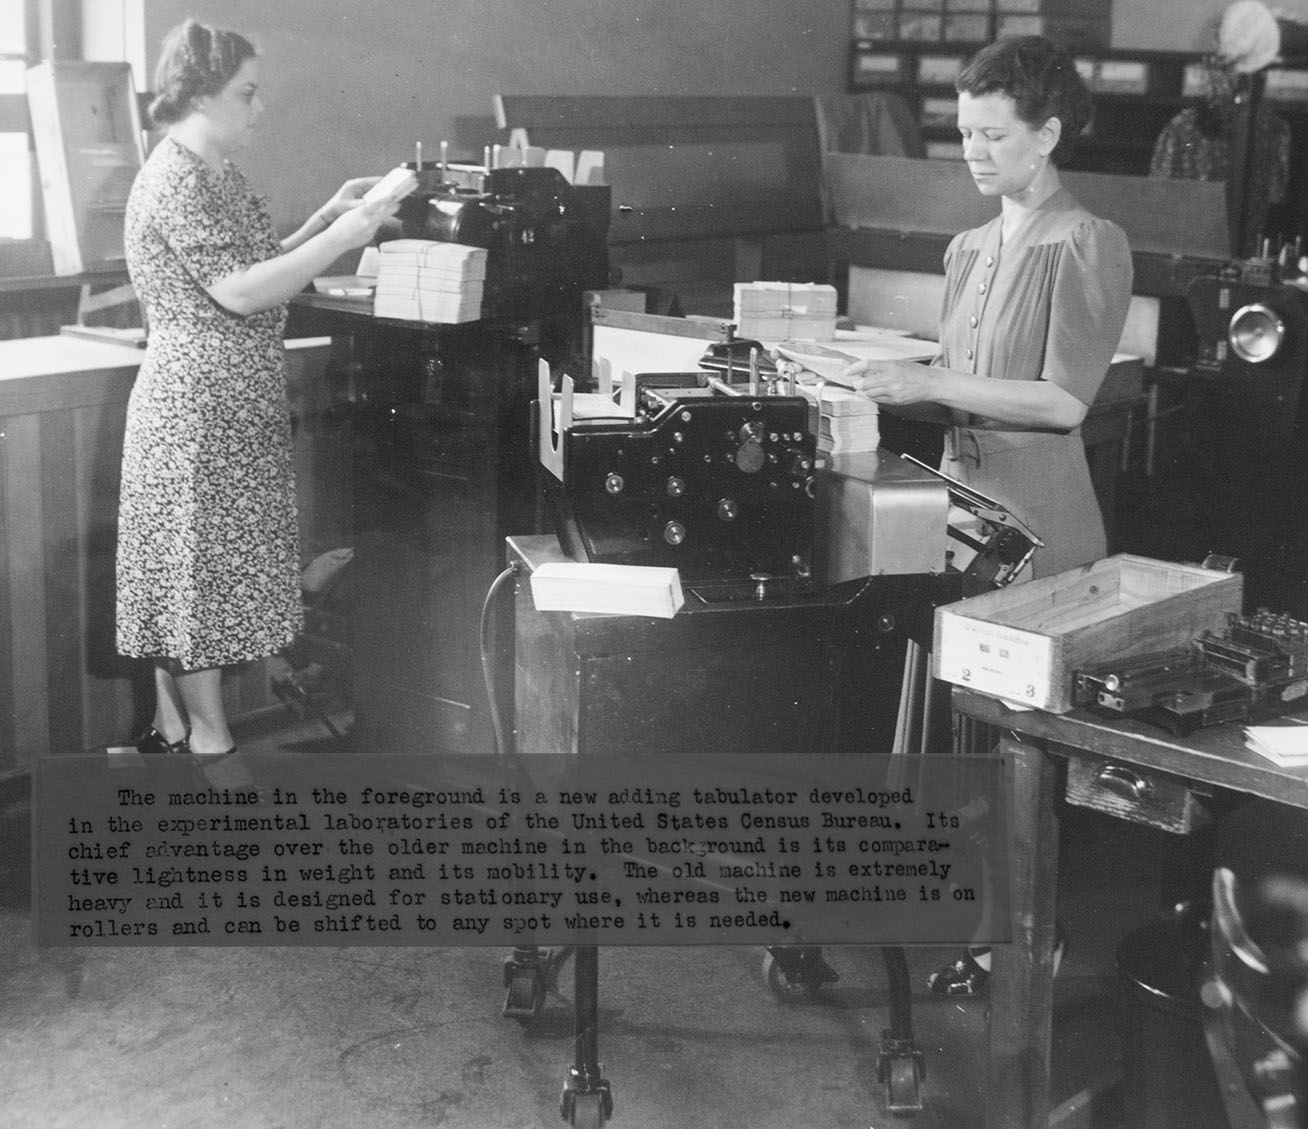 2
3
The machine in the foreground is a new adding tabulator developed
in the experimental laboratories of the United States Census Bureau. Its
chief advantage over the older machine in the background is its compara-
tive lightness in weight and its mobility. The old machine is extremely
heavy and it is designed for stationary use, whereas the new machine is on
rollers and can be shifted to any spot where it is needed.